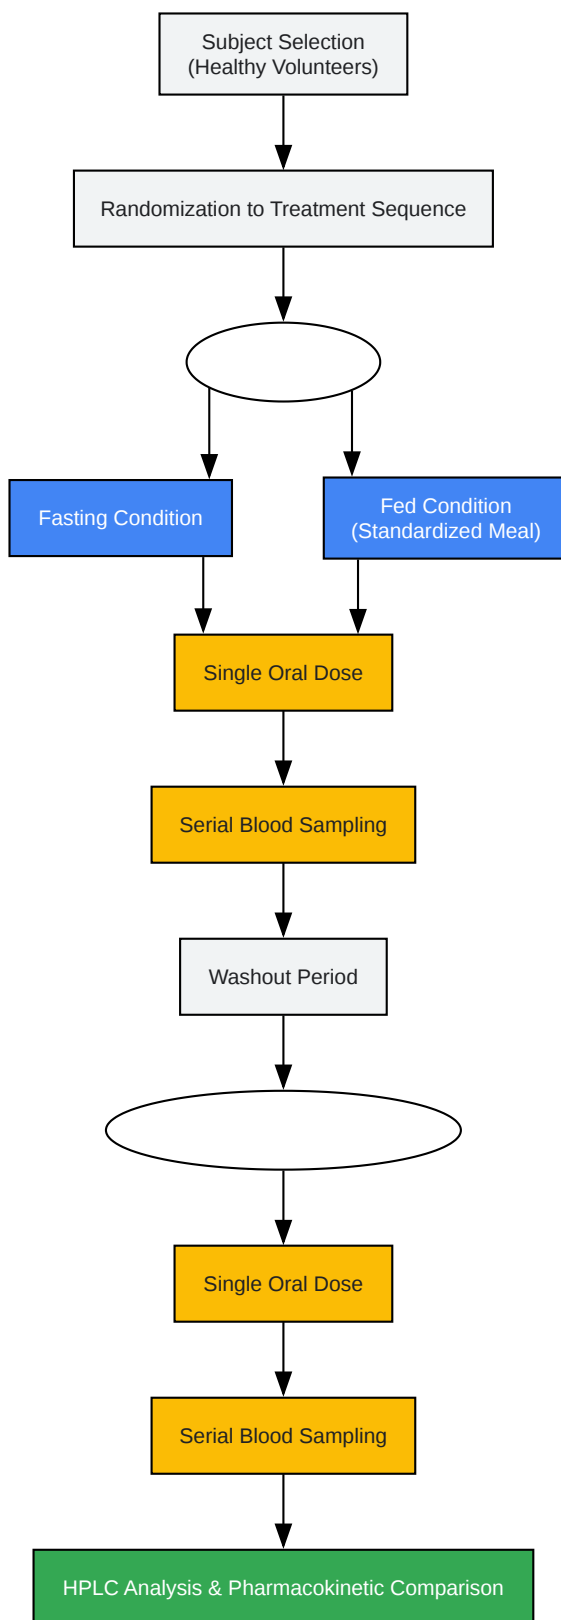 Subject Selection
(Healthy Volunteers)
Randomization to Treatment Sequence
Fasting Condition
Fed Condition
(Standardized Meal)
Single Oral Dose
Serial Blood Sampling
Washout Period
Single Oral Dose
Serial Blood Sampling
HPLC Analysis & Pharmacokinetic Comparison